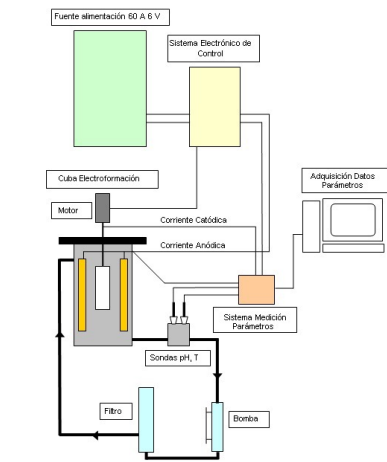 Fuente alimentación 60 A 6 V
Sistema Electrónico de
Control
Cuba Electroformación
Adquisición Datos
Parámetros
Motor
Corriente Catódica
Corriente Anódica
Sistema Medición
Parámetros
Sondas pH, T
Filtro
Bomba